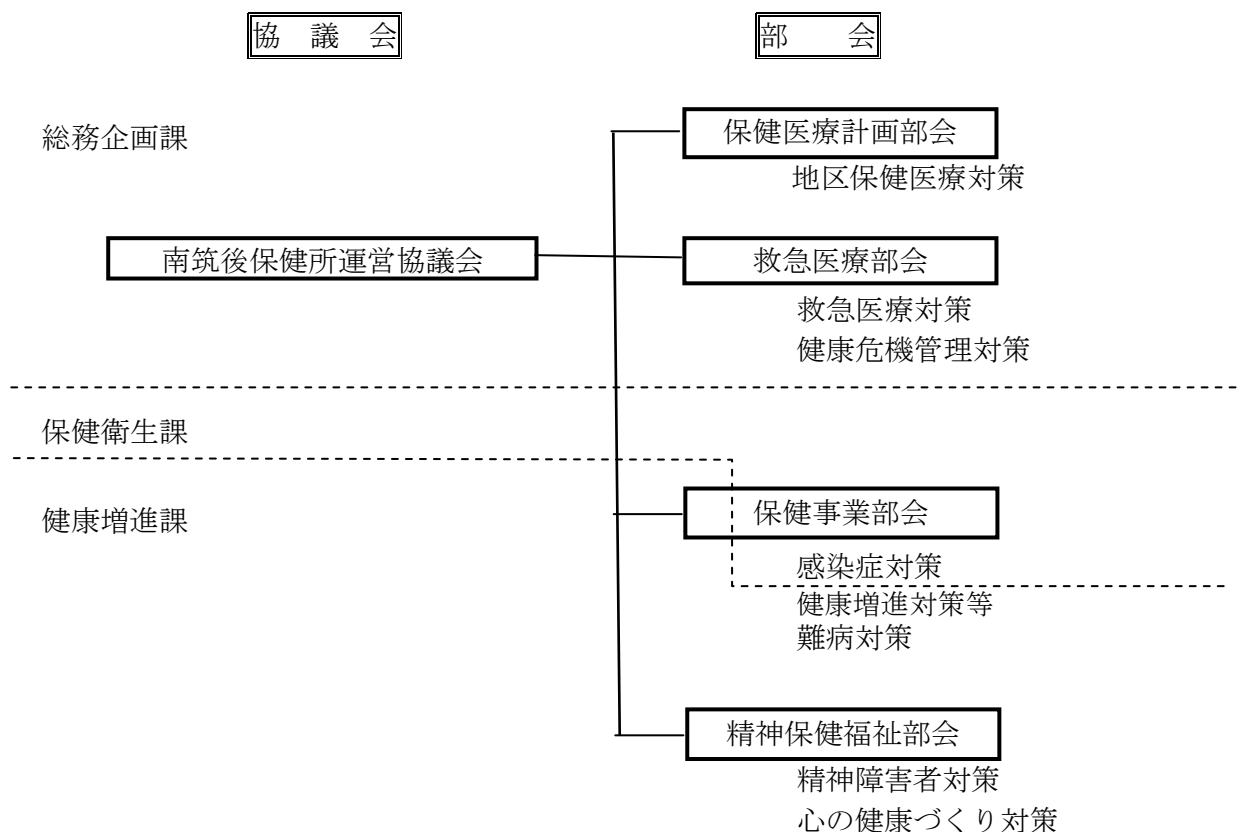 協　議　会
部　　会
総務企画課
保健医療計画部会
地区保健医療対策
南筑後保健所運営協議会
救急医療部会
救急医療対策
健康危機管理対策
保健衛生課
健康増進課
保健事業部会
感染症対策
健康増進対策等
難病対策
精神保健福祉部会
精神障害者対策
心の健康づくり対策